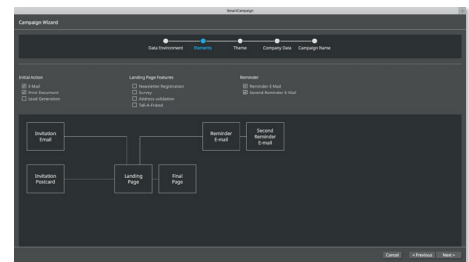 SmartCampaign
Campaign Wizard
Data Environment
Elements
Theme
Company Data
Campaign Name
Initial Action
Landing Page Features
Reminder
E-Mail
Print Document
Lead Generation
Newsletter Registration
Survey
Address validation
Tell-A-Friend
Reminder E-Mail
Second Reminder E-Mail
Invitation
Email
Reminder
E-mail
Second
Reminder
E-mail
Invitation
Postcard
Landing
Page
Final
Page
Cancel
< Previous
Next >